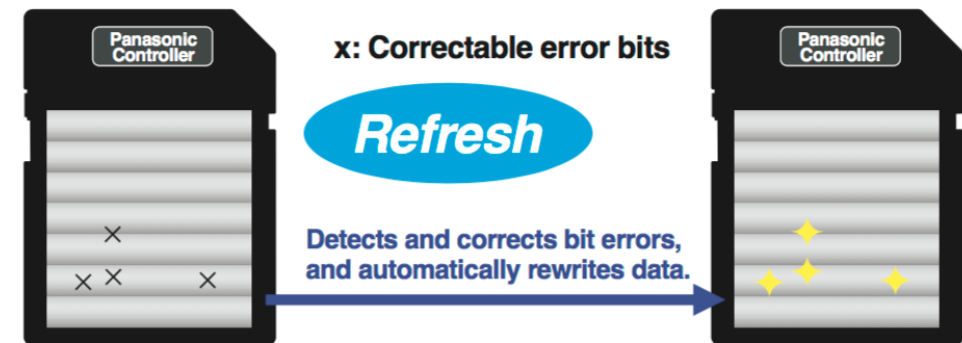 Panasonic
Controller
x: Correctable error bits
Refresh
Detects and corrects bit errors,
and automatically rewrites data.
Panasonic
Controller